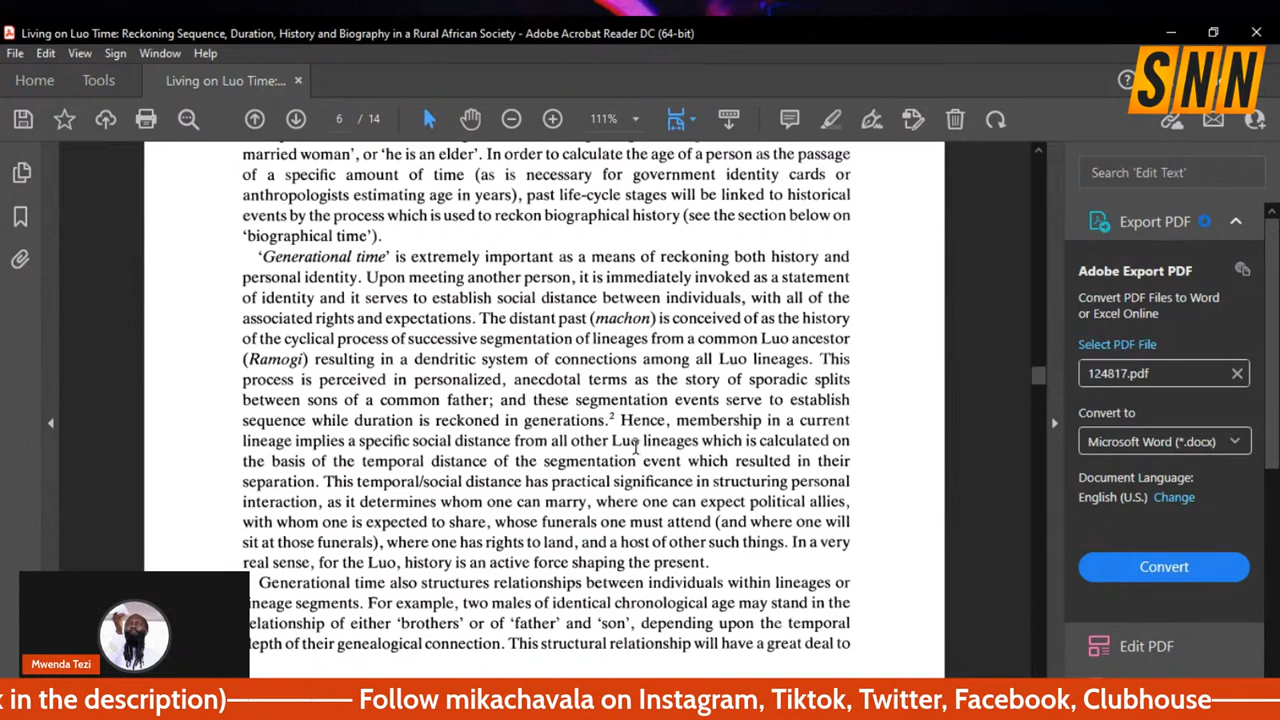 Living on Luo Time: Reckoning Sequence, Duration, History and Biography in a Rural African Society - Adobe Acrobat Reader DC (64-bit)
File Edit View Sign Window Help
Home Tools Living on Luo Time:...
SNN
6 / 14 111%
married woman', or 'he is an elder'. In order to calculate the age of a person as the passage
of a specific amount of time (as is necessary for government identity cards or
anthropologists estimating age in years), past life-cycle stages will be linked to historical
events by the process which is used to reckon biographical history (see the section below on
'biographical time').
'Generational time' is extremely important as a means of reckoning both history and
personal identity. Upon meeting another person, it is immediately invoked as a statement
of identity and it serves to establish social distance between individuals, with all of the
associated rights and expectations. The distant past (machon) is conceived of as the history
of the cyclical process of successive segmentation of lineages from a common Luo ancestor
(Ramogi) resulting in a dendritic system of connections among all Luo lineages. This
process is perceived in personalized, anecdotal terms as the story of sporadic splits
between sons of a common father; and these segmentation events serve to establish
sequence while duration is reckoned in generations.² Hence, membership in a current
lineage implies a specific social distance from all other Luo lineages which is calculated on
the basis of the temporal distance of the segmentation event which resulted in their
separation. This temporal/social distance has practical significance in structuring personal
interaction, as it determines whom one can marry, where one can expect political allies,
with whom one is expected to share, whose funerals one must attend (and where one will
sit at those funerals), where one has rights to land, and a host of other such things. In a very
real sense, for the Luo, history is an active force shaping the present.
Generational time also structures relationships between individuals within lineages or
ineage segments. For example, two males of identical chronological age may stand in the
elationship of either 'brothers' or of 'father' and 'son', depending upon the temporal
epth of their genealogical connection. This structural relationship will have a great deal to
Search 'Edit Text'
Export PDF
Adobe Export PDF
Convert PDF Files to Word
or Excel Online
Select PDF File
124817.pdf
Convert to
Microsoft Word (*.docx)
Document Language:
English (U.S.) Change
Convert
Edit PDF
Mwenda Tezi
k in the description)———— Follow mikachavala on Instagram, Tiktok, Twitter, Facebook, Clubhouse——